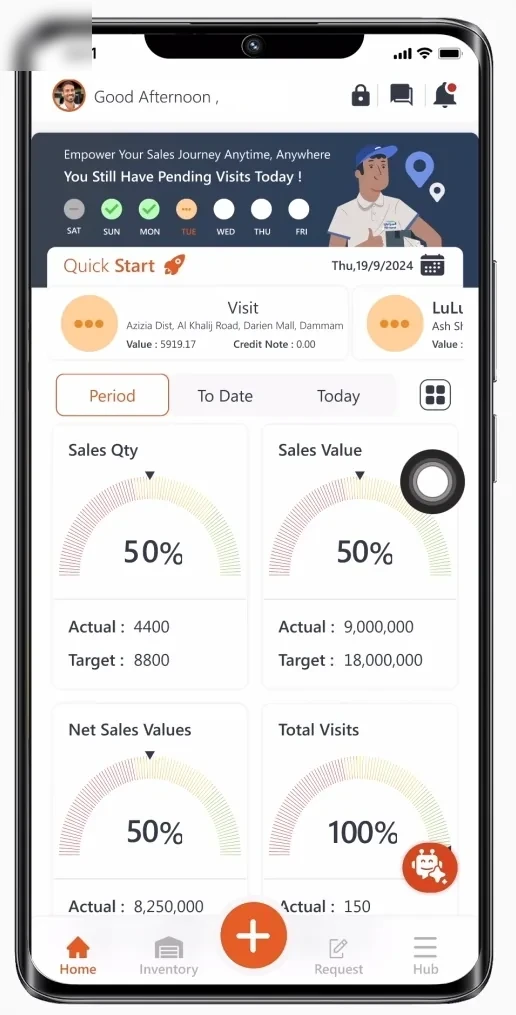 1
Good Afternoon ,
Empower Your Sales Journey Anytime, Anywhere
You Still Have Pending Visits Today !
SAT SUN MON TUE WED THU FRI
Quick Start
Thu,19/9/2024
Visit
Azizia Dist, Al Khalij Road, Darien Mall, Dammam
Value : 5919.17 Credit Note : 0.00
LuLu
Ash Sh
Value :
Period To Date Today
Sales Qty
50%
Actual : 4400
Target : 8800
Sales Value
50%
Actual : 9,000,000
Target : 18,000,000
Net Sales Values
50%
Actual : 8,250,000
Total Visits
100%
Actual : 150
Home Inventory Request Hub